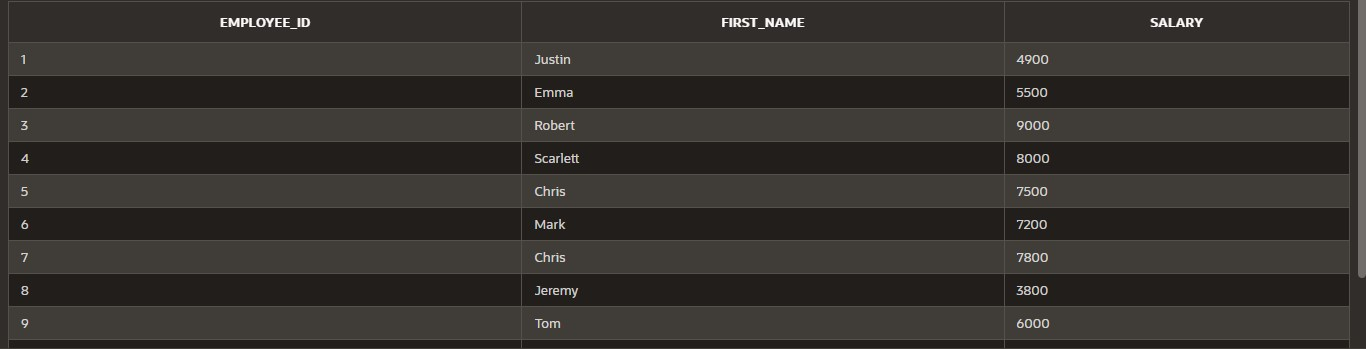 EMPLOYEE_ID FIRST_NAME SALARY
1 Justin 4900
2 Emma 5500
3 Robert 9000
4 Scarlett 8000
5 Chris 7500
6 Mark 7200
7 Chris 7800
8 Jeremy 3800
9 Tom 6000